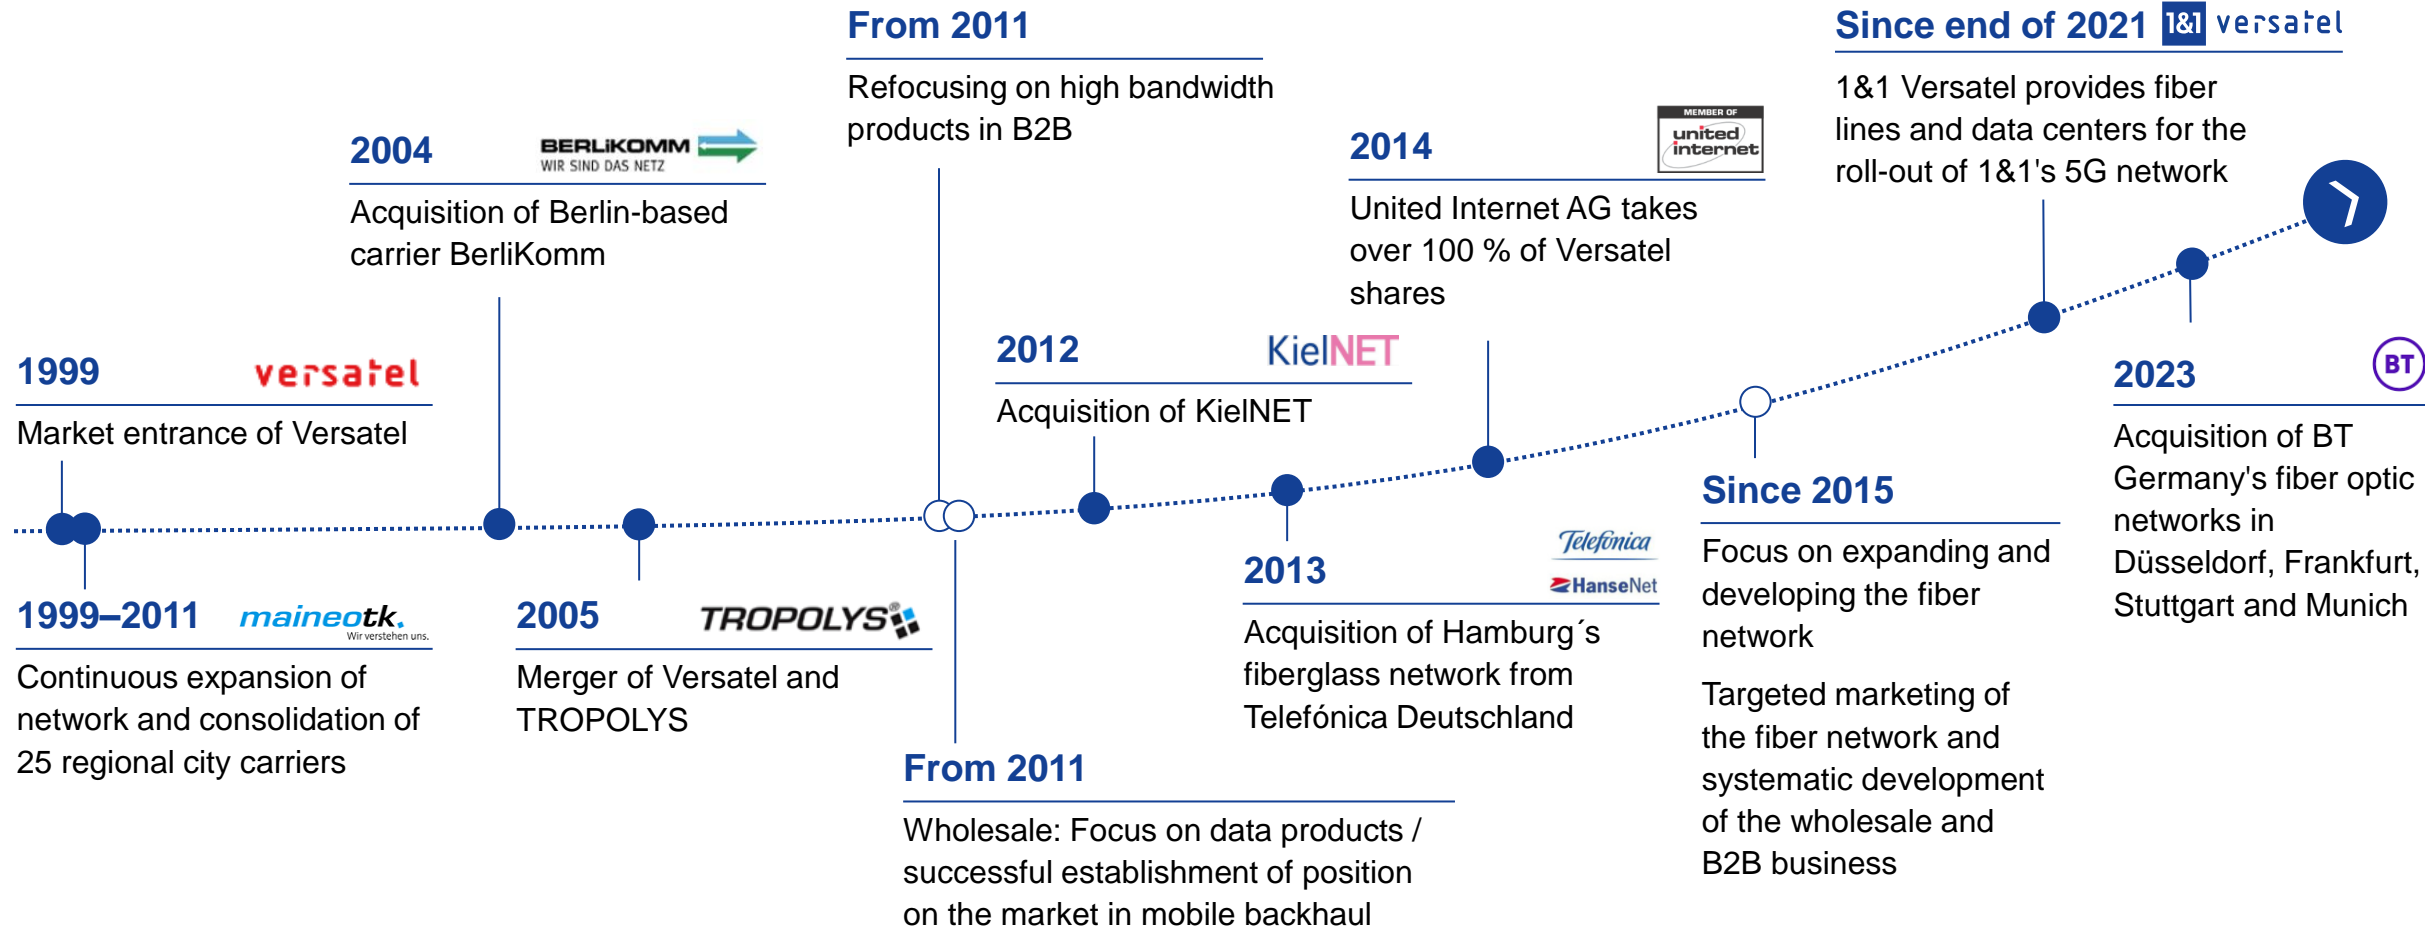 1999
versatel
Market entrance of Versatel
1999–2011
maineotk.
Wir verstehen uns.
Continuous expansion of
network and consolidation of
25 regional city carriers
2004
BERLiKOMM
WIR SIND DAS NETZ
Acquisition of Berlin-based
carrier BerliKomm
2005
TROPOLYS®
Merger of Versatel and
TROPOLYS
From 2011
Refocusing on high bandwidth
products in B2B
From 2011
Wholesale: Focus on data products /
successful establishment of position
on the market in mobile backhaul
2012
KielNET
Acquisition of KielNET
2013
Telefónica
HanseNet
Acquisition of Hamburg´s
fiberglass network from
Telefónica Deutschland
2014
MEMBER OF
united
internet
United Internet AG takes
over 100 % of Versatel
shares
Since 2015
Focus on expanding and
developing the fiber
network
Targeted marketing of
the fiber network and
systematic development
of the wholesale and
B2B business
Since end of 2021
1&1 versatel
1&1 Versatel provides fiber
lines and data centers for the
roll-out of 1&1's 5G network
2023
BT
Acquisition of BT
Germany's fiber optic
networks in
Düsseldorf, Frankfurt,
Stuttgart and Munich